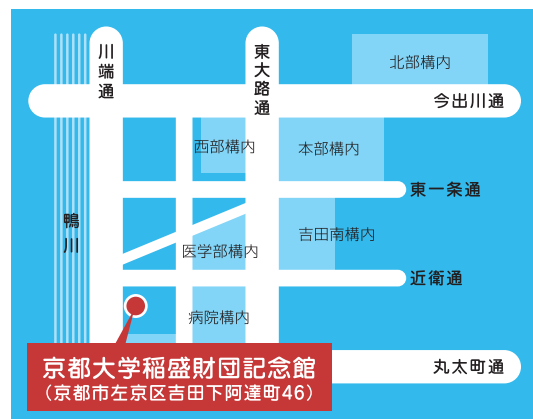 川端通
東大路通
北部構内
今出川通
西部構内
本部構内
東一条通
鴨川
吉田南構内
医学部構内
近衛通
病院構内
京都大学稲盛財団記念館
（京都市左京区吉田下阿達町46）
丸太町通